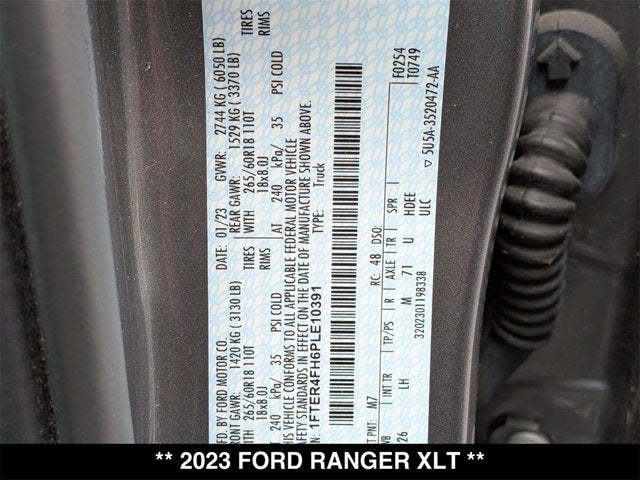 MFD. BY FORD MOTOR CO.
DATE: 01/23 GVWR: 2744 KG ( 6050 LB)
FRONT GAWR: 1420 KG ( 3130 LB) REAR GAWR: 1529 KG ( 3370 LB)
WITH 265/60R18 110T TIRES WITH 265/60R18 110T TIRES
18x8.0J RIMS 18x8.0J RIMS
AT 240 kPa/ 35 PSI COLD AT 240 kPa/ 35 PSI COLD
THIS VEHICLE CONFORMS TO ALL APPLICABLE FEDERAL MOTOR VEHICLE
SAFETY STANDARDS IN EFFECT ON THE DATE OF MANUFACTURE SHOWN ABOVE.
VIN: 1FTER4FH6PLE10391
TYPE: Truck
F0254
T0749
EXT PNT: M7 RC: 48 DSO:
WB INT TR TP/PS R AXLE TR SPR
126 LH M 71 U HDEE
ULC
3202301198338
5U5A-3520472-AA
** 2023 FORD RANGER XLT **